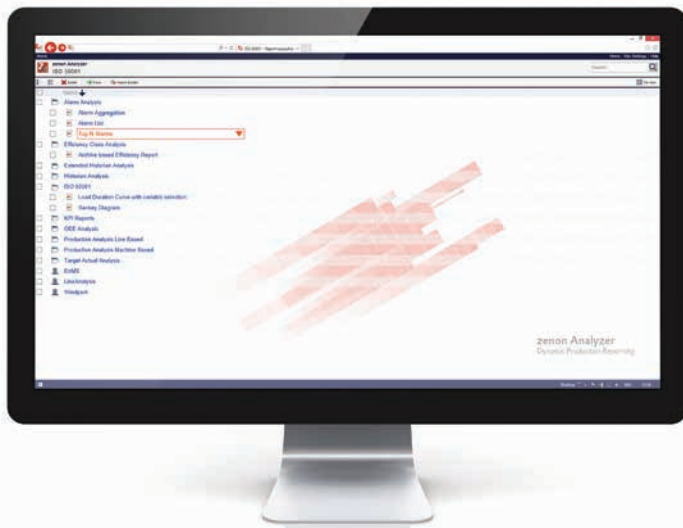 zenon Analyzer
ISO 50001
Alarm Analysis
Alarm Aggregation
Alarm List
Top N Alarms
Efficiency Class Analysis
Archive based Efficiency Report
Extended Historian Analysis
Historian Analysis
ISO 50001
Load Duration Curve with variable selection
Sankey Diagram
KPI Reports
OEE Analysis
Production Analysis Line Based
Production Analysis Machine Based
Target Actual Analysis
EnMS
LineAnalysis
zenon Analyzer
Dynamic Production Reporting